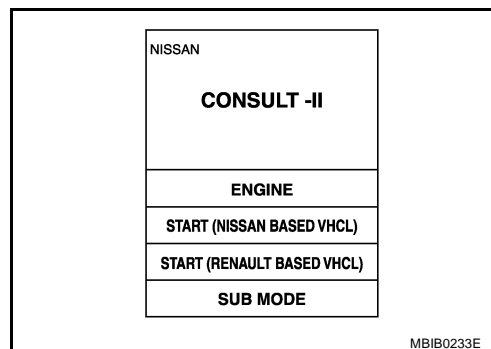 NISSAN
CONSULT -II
ENGINE
START (NISSAN BASED VHCL)
START (RENAULT BASED VHCL)
SUB MODE
MBIB0233E